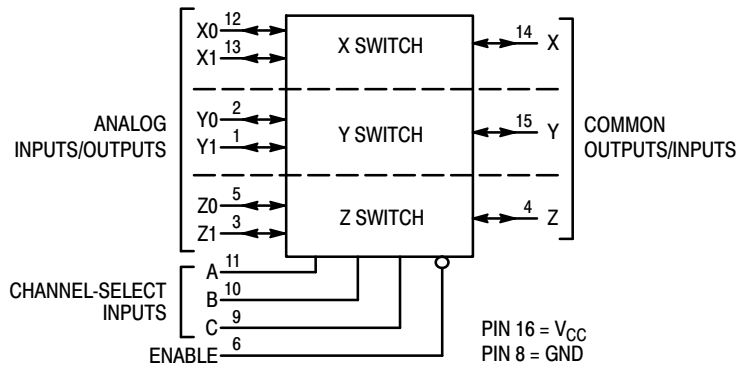 X0 12
X1 13
X SWITCH
14 X
ANALOG
INPUTS/OUTPUTS
Y0 2
Y1 1
Y SWITCH
15 Y
COMMON
OUTPUTS/INPUTS
Z0 5
Z1 3
Z SWITCH
4 Z
CHANNEL-SELECT
INPUTS
A 11
B 10
C 9
ENABLE 6
PIN 16 = VCC
PIN 8 = GND